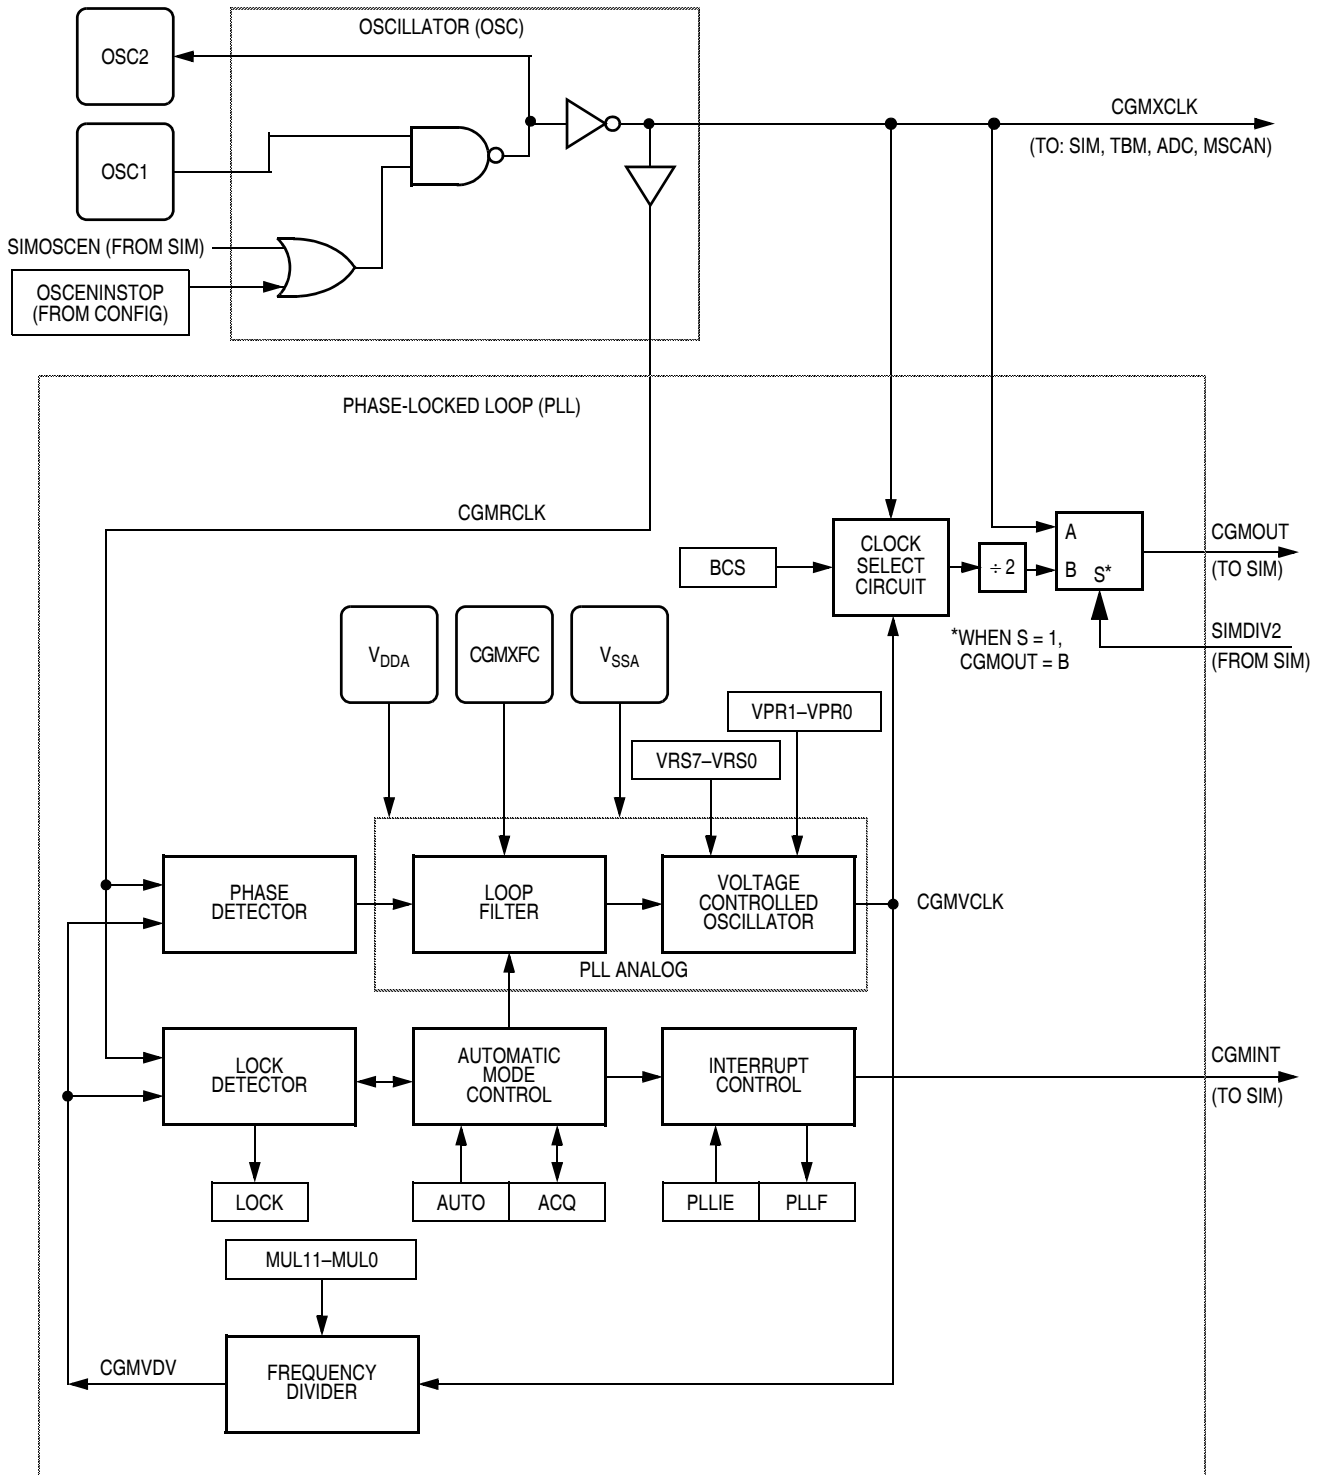 OSCILLATOR (OSC)
OSC2
CGMXCLK
(TO: SIM, TBM, ADC, MSCAN)
OSC1
SIMOSCEN (FROM SIM)
OSCENINSTOP
(FROM CONFIG)
PHASE-LOCKED LOOP (PLL)
CGMRCLK
BCS
CLOCK
SELECT
CIRCUIT
÷ 2
A
B
S*
CGMOUT
(TO SIM)
*WHEN S = 1,
CGMOUT = B
SIMDIV2
(FROM SIM)
VDDA
CGMXFC
VSSA
VPR1–VPR0
VRS7–VRS0
PHASE
DETECTOR
LOOP
FILTER
VOLTAGE
CONTROLLED
OSCILLATOR
CGMVCLK
PLL ANALOG
LOCK
DETECTOR
AUTOMATIC
MODE
CONTROL
INTERRUPT
CONTROL
CGMINT
(TO SIM)
LOCK
AUTO
ACQ
PLLIE
PLLF
MUL11–MUL0
CGMVDV
FREQUENCY
DIVIDER